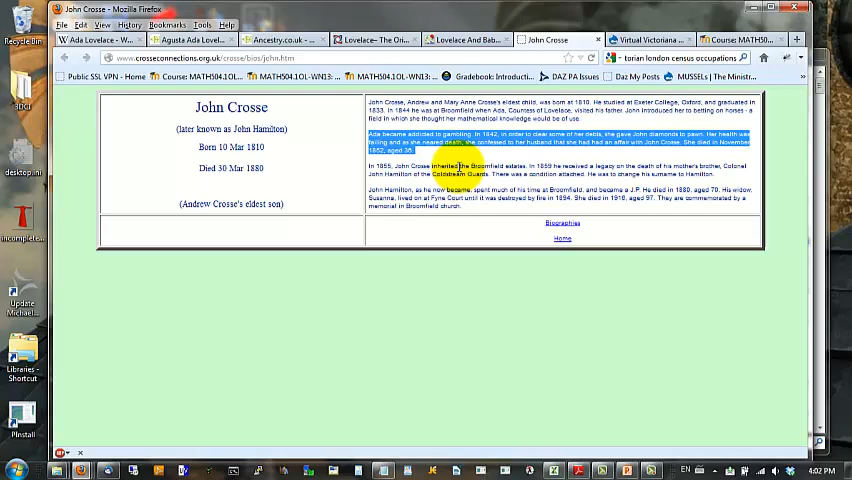 John Crosse - Mozilla Firefox
File Edit View History Bookmarks Tools Help
Ada Lovelace - W...
Agusta Ada Lovel...
Ancestry.co.uk - ...
Lovelace– The Ori...
Lovelace And Bab...
John Crosse
Virtual Victorian ...
Course: MATH50...
www.crosseconnections.org.uk/crosse/bios/john.htm
torian london census occupations
Public SSL VPN - Home
Course: MATH504.1OL...
MATH504.1OL-WN13:...
MATH504.1OL-WN13:...
Gradebook: Introducti...
DAZ PA Issues
Daz My Posts
MUSSELs | The Ministr...
John Crosse
(later known as John Hamilton)
Born 10 Mar 1810
Died 30 Mar 1880
(Andrew Crosse's eldest son)
John Crosse, Andrew and Mary Anne Crosse's eldest child, was born at 1810. He studied at Exeter College, Oxford, and graduated in
1833. In 1844 he was at Broomfield when Ada, Countess of Lovelace, visited his father. John introduced her to betting on horses - a
field in which she thought her mathematical knowledge would be of use.
Ada became addicted to gambling. In 1842, in order to clear some of her debts, she gave John diamonds to pawn. Her health was
failing and as she neared death, she confessed to her husband that she had had an affair with John Crosse. She died in November
1852, aged 36.
In 1855, John Crosse inherited the Broomfield estates. In 1859 he received a legacy on the death of his mother's brother, Colonel
John Hamilton of the Coldstream Guards. There was a condition attached. He was to change his surname to Hamilton.
John Hamilton, as he now became, spent much of his time at Broomfield, and became a J.P. He died in 1880, aged 70. His widow,
Susanna, lived on at Fyne Court until it was destroyed by fire in 1894. She died in 1916, aged 97. They are commemorated by a
memorial in Broomfield church.
Biographies
Home
Recycle Bin
3DGI
desktop.ini
incomplete...
Update
Michael...
Libraries -
Shortcut
PInstall
EN
4:02 PM